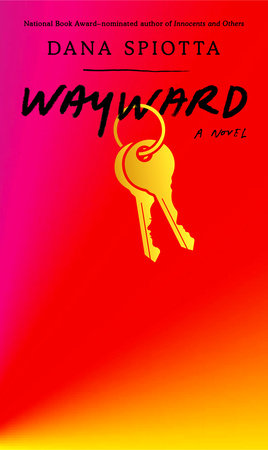 National Book Award–nominated author of Innocents and Others
DANA SPIOTTA
WAYWARD
A NOVEL